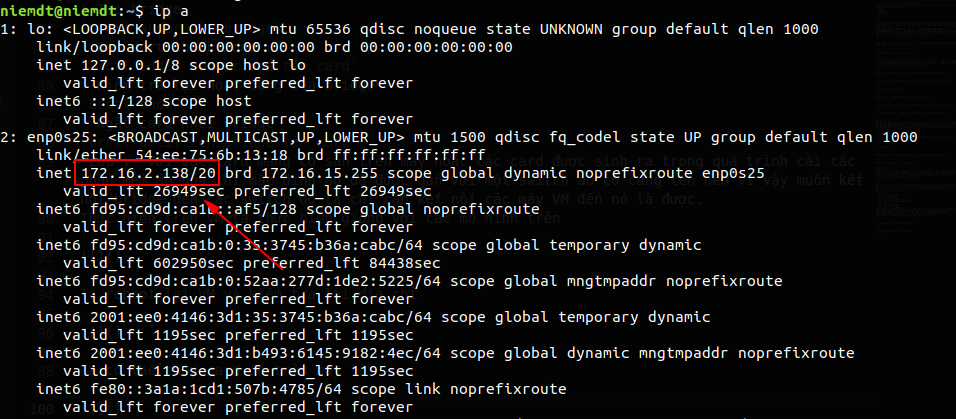 niemdt@niemdt:~$ ip a
1: lo: <LOOPBACK,UP,LOWER_UP> mtu 65536 qdisc noqueue state UNKNOWN group default qlen 1000
    link/loopback 00:00:00:00:00:00 brd 00:00:00:00:00:00
    inet 127.0.0.1/8 scope host lo
       valid_lft forever preferred_lft forever
    inet6 ::1/128 scope host
       valid_lft forever preferred_lft forever
2: enp0s25: <BROADCAST,MULTICAST,UP,LOWER_UP> mtu 1500 qdisc fq_codel state UP group default qlen 1000
    link/ether 54:ee:75:6b:13:18 brd ff:ff:ff:ff:ff:ff
    inet 172.16.2.138/20 brd 172.16.15.255 scope global dynamic noprefixroute enp0s25
       valid_lft 26949sec preferred_lft 26949sec
    inet6 fd95:cd9d:ca1b::af5/128 scope global noprefixroute
       valid_lft forever preferred_lft forever
    inet6 fd95:cd9d:ca1b:0:35:3745:b36a:cabc/64 scope global temporary dynamic
       valid_lft 602950sec preferred_lft 84438sec
    inet6 fd95:cd9d:ca1b:0:52aa:277d:1de2:5225/64 scope global mngtmpaddr noprefixroute
       valid_lft forever preferred_lft forever
    inet6 2001:ee0:4146:3d1:35:3745:b36a:cabc/64 scope global temporary dynamic
       valid_lft 1195sec preferred_lft 1195sec
    inet6 2001:ee0:4146:3d1:b493:6145:9182:4ec/64 scope global dynamic mngtmpaddr noprefixroute
       valid_lft 1195sec preferred_lft 1195sec
    inet6 fe80::3a1a:1cd1:507b:4785/64 scope link noprefixroute
       valid_lft forever preferred_lft forever